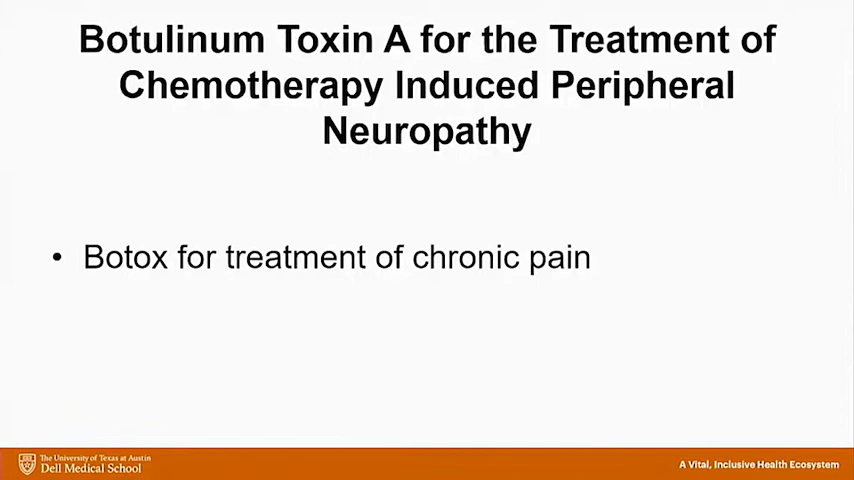 Botulinum Toxin A for the Treatment of
Chemotherapy Induced Peripheral
Neuropathy
• Botox for treatment of chronic pain
The University of Texas at Austin
Dell Medical School
A Vital, Inclusive Health Ecosystem